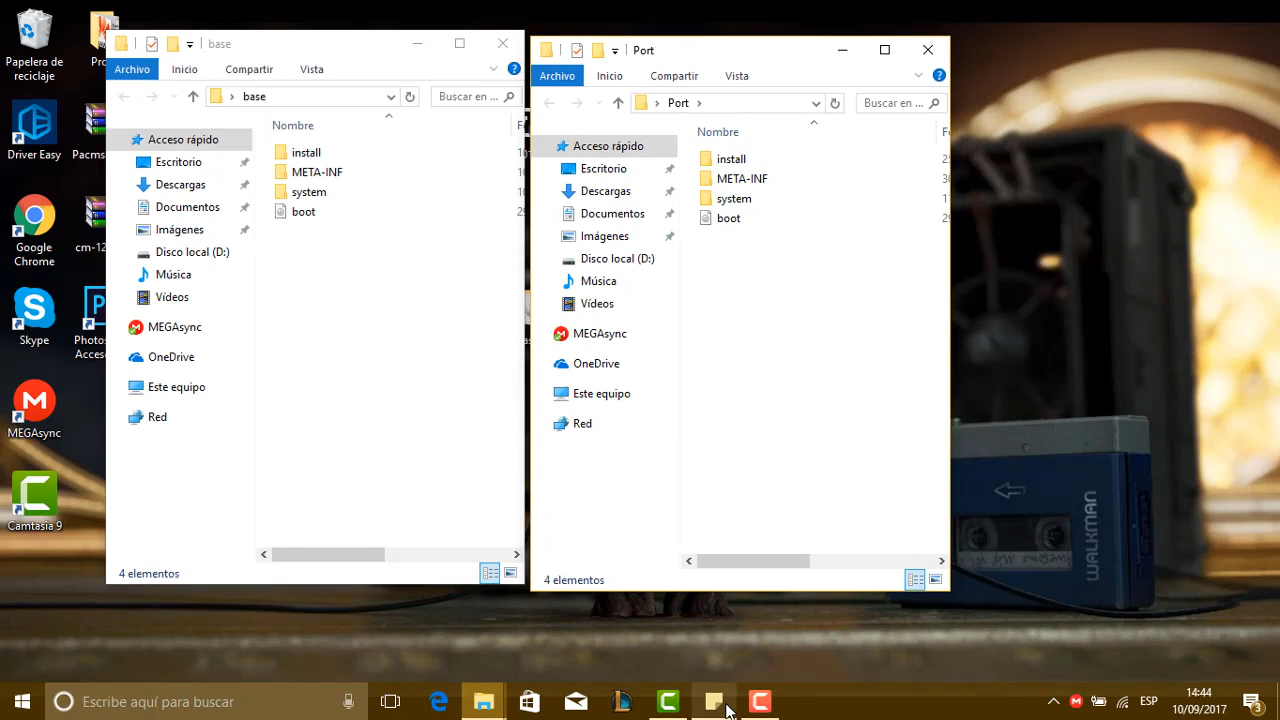 Papelera de
reciclaje
Driver Easy
Google
Chrome
Skype
MEGAsync
Camtasia 9
Pro
Pacms
cm-12
Photos
Acce
base
Archivo
Inicio
Compartir
Vista
base
Buscar en ...
Acceso rápido
Escritorio
Descargas
Documentos
Imágenes
Disco local (D:)
Música
Vídeos
MEGAsync
OneDrive
Este equipo
Red
Nombre
install
META-INF
system
boot
4 elementos
Port
Archivo
Inicio
Compartir
Vista
Port
Buscar en ...
Acceso rápido
Escritorio
Descargas
Documentos
Imágenes
Disco local (D:)
Música
Vídeos
MEGAsync
OneDrive
Este equipo
Red
Nombre
install
META-INF
system
boot
4 elementos
WALKMAN
Escribe aquí para buscar
ESP
14:44
10/09/2017
3